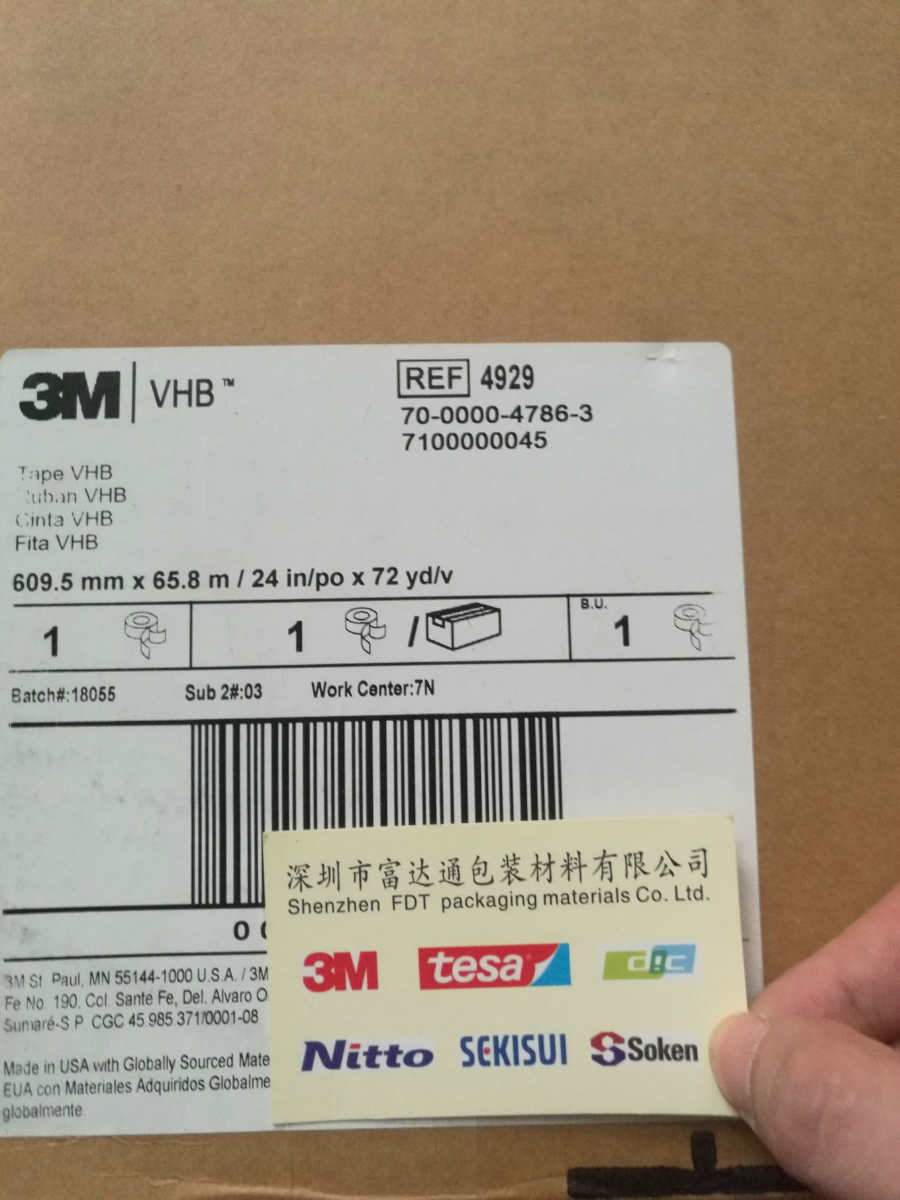 3M VHB™
REF 4929
70-0000-4786-3
7100000045
Tape VHB
Ruban VHB
Cinta VHB
Fita VHB
609.5 mm x 65.8 m / 24 in/po x 72 yd/v
1 1 / B.U. 1
Batch#:18055 Sub 2#:03 Work Center:7N
0
深圳市富达通包装材料有限公司
Shenzhen FDT packaging materials Co. Ltd.
3M tesa dic
Nitto SEKISUI Soken
3M St. Paul, MN 55144-1000 U.S.A. / 3M
Fe No. 190, Col. Sante Fe, Del. Alvaro O
Sumaré-S P CGC 45.985.371/0001-08
Made in USA with Globally Sourced Mate
EUA con Materiales Adquiridos Globalme
globalmente.